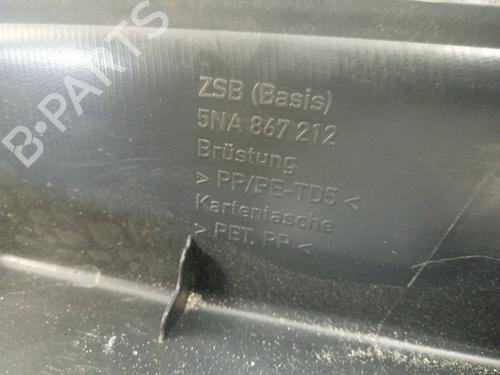 B-PARTS
ZSB (Basis)
5NA 867 212
Brüstung
> PP/PE-TD5 <
Kartentasche
> PET. PP <